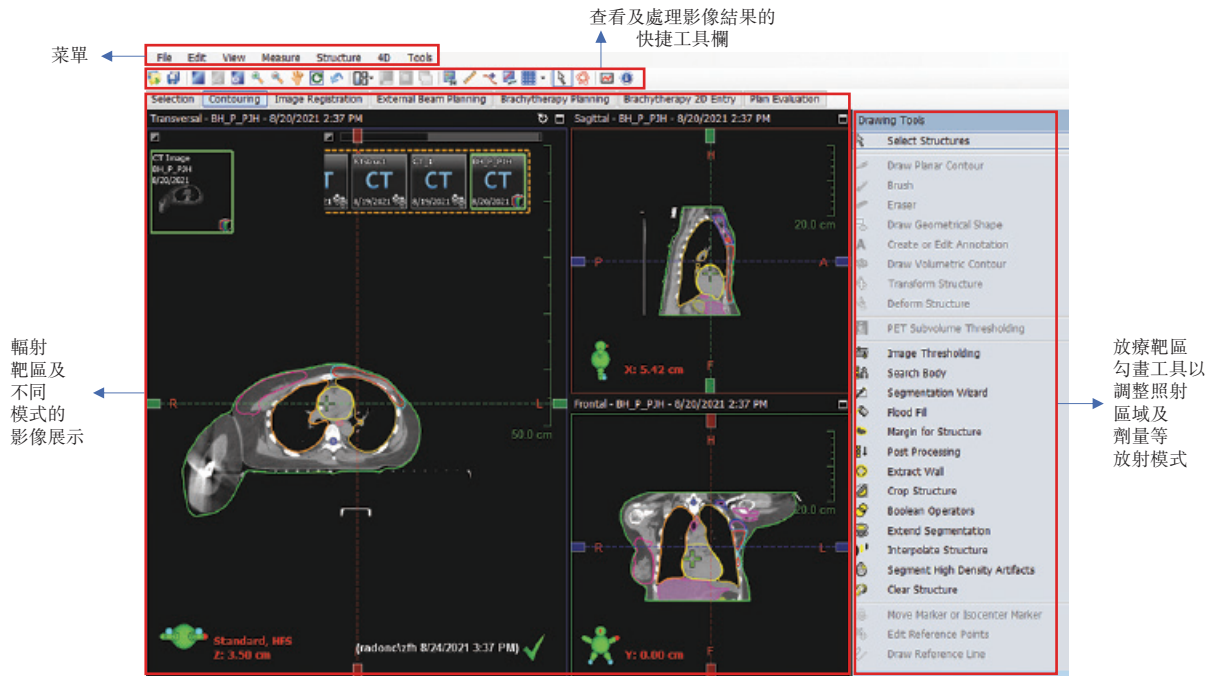 查看及處理影像結果的
快捷工具欄
菜單
File Edit View Measure Structure 4D Tools
Selection Contouring Image Registration External Beam Planning Brachytherapy Planning Brachytherapy 2D Entry Plan Evaluation
Transversal - BH_P_PJH - 8/20/2021 2:37 PM
CT Image
BH_P_PJH
8/20/2021
CT
8/19/2021
CT_1
CT
8/19/2021
BH_P_PJH
CT
8/20/2021
R
L
50.0 cm
Standard, HFS
Z: 3.50 cm
(radonc\zfh 8/24/2021 3:37 PM)
Sagittal - BH_P_PJH - 8/20/2021 2:37 PM
H
20.0 cm
P
A
X: 5.42 cm
F
Frontal - BH_P_PJH - 8/20/2021 2:37 PM
H
20.0 cm
R
L
Y: 0.00 cm
F
Drawing Tools
Select Structures
Draw Planar Contour
Brush
Eraser
Draw Geometrical Shape
Create or Edit Annotation
Draw Volumetric Contour
Transform Structure
Deform Structure
PET Subvolume Thresholding
Image Thresholding
Search Body
Segmentation Wizard
Flood Fill
Margin for Structure
Post Processing
Extract Wall
Crop Structure
Boolean Operators
Extend Segmentation
Interpolate Structure
Segment High Density Artifacts
Clear Structure
Move Marker or Isocenter Marker
Edit Reference Points
Draw Reference Line
輻射
靶區及
不同
模式的
影像展示
放療靶區
勾畫工具以
調整照射
區域及
劑量等
放射模式